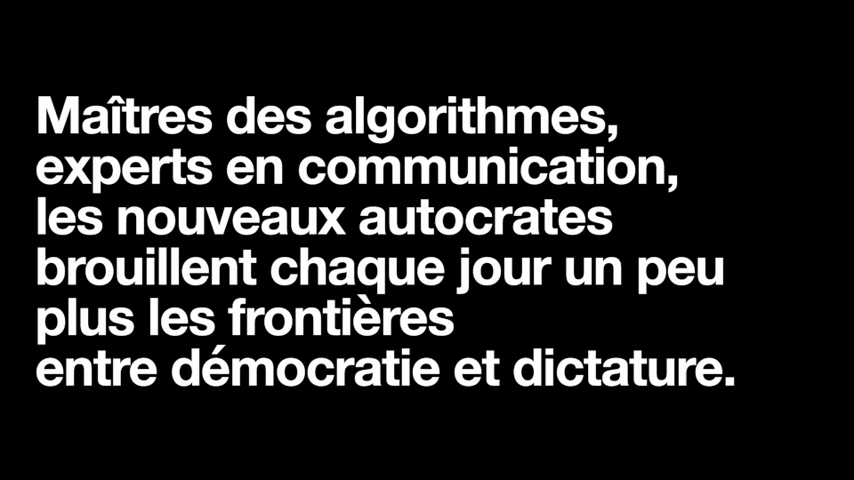 Maîtres des algorithmes,
experts en communication,
les nouveaux autocrates
brouillent chaque jour un peu
plus les frontières
entre démocratie et dictature.